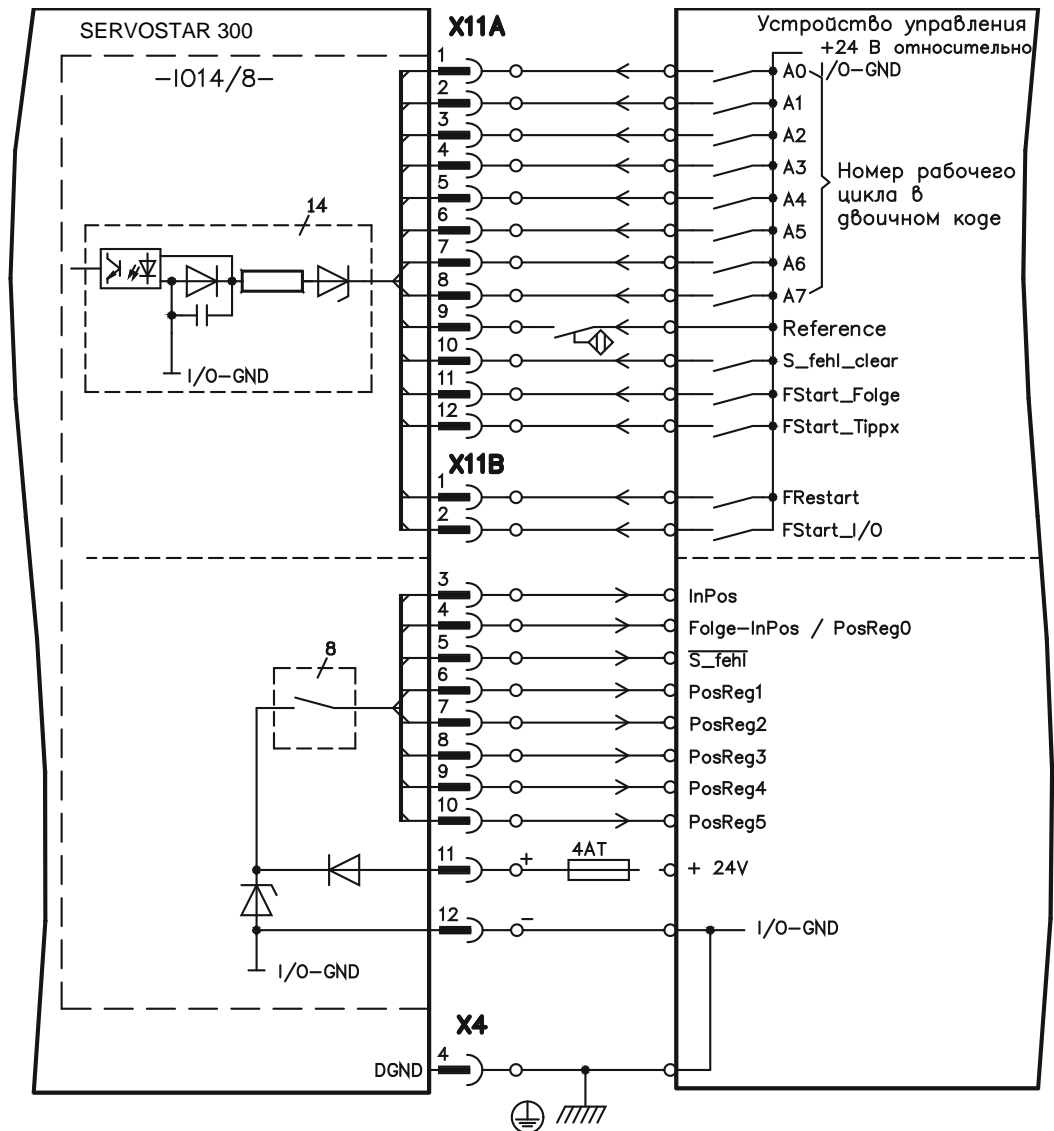 SERVOSTAR 300
X11A
Устройство управления
+24 В относительно
I/O-GND
-IO14/8-
1
A0
2
A1
3
A2
4
A3
Номер рабочего
цикла в
двоичном коде
5
A4
14
6
A5
7
A6
8
A7
9
Reference
10
S_fehl_clear
I/O-GND
11
FStart_Folge
12
FStart_Tippx
X11B
1
FRestart
2
FStart_I/O
3
InPos
4
Folge-InPos / PosReg0
8
5
S_fehl
6
PosReg1
7
PosReg2
8
PosReg3
9
PosReg4
10
PosReg5
11
+
4AT
+ 24V
12
-
I/O-GND
I/O-GND
X4
DGND
4